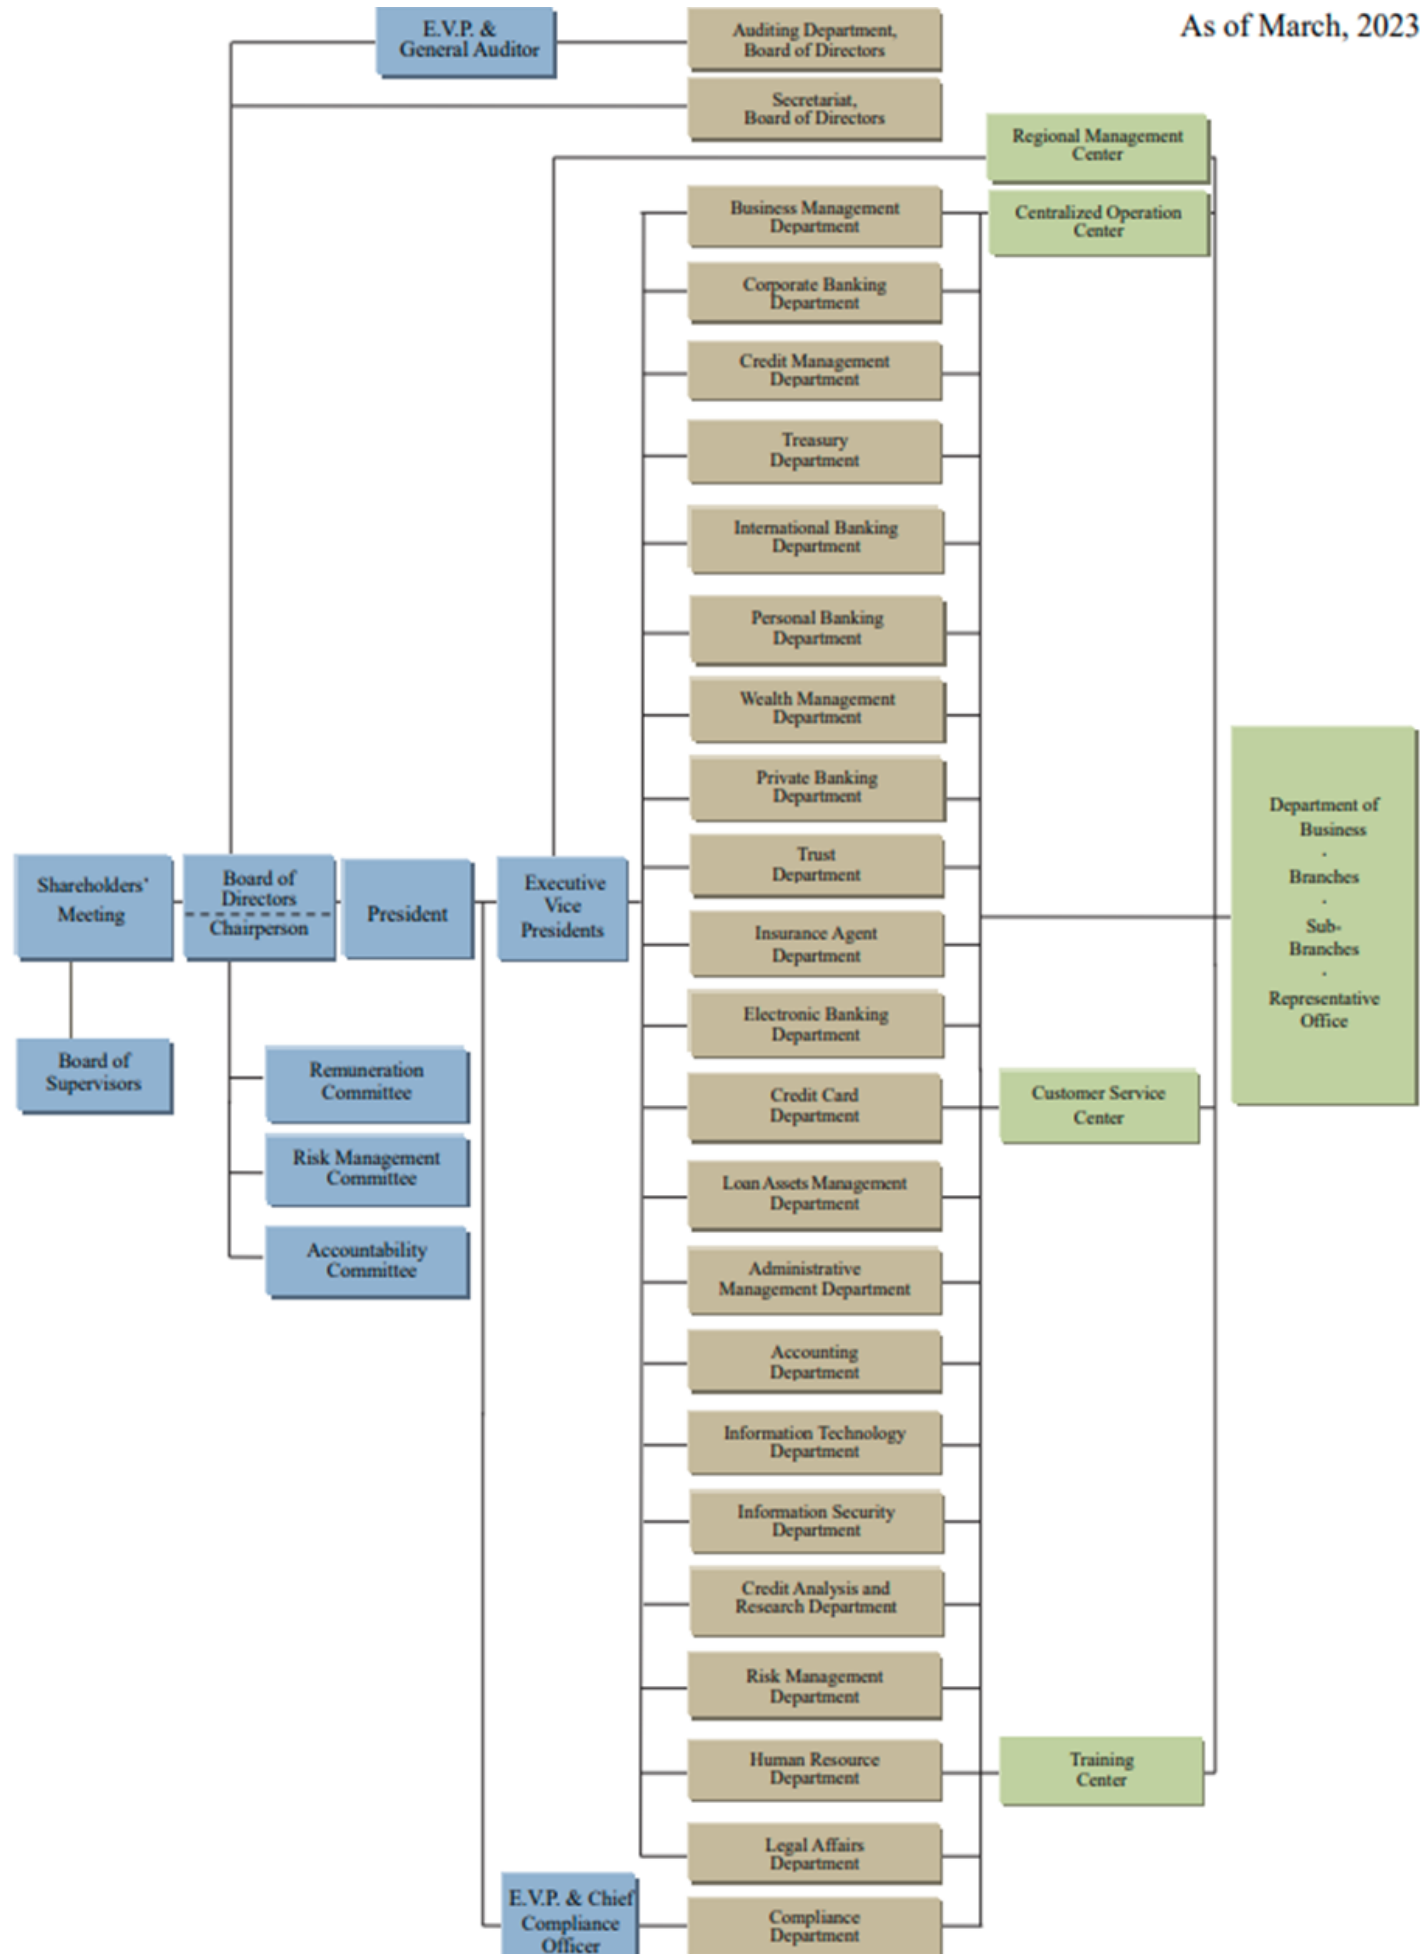 As of March, 2023
E.V.P. &
General Auditor
Auditing Department,
Board of Directors
Secretariat,
Board of Directors
Regional Management
Center
Business Management
Department
Centralized Operation
Center
Corporate Banking
Department
Credit Management
Department
Treasury
Department
International Banking
Department
Personal Banking
Department
Wealth Management
Department
Private Banking
Department
Trust
Department
Shareholders'
Meeting
Board of
Directors
Chairperson
President
Executive
Vice
Presidents
Insurance Agent
Department
Department of
Business
·
Branches
·
Sub-
Branches
·
Representative
Office
Electronic Banking
Department
Board of
Supervisors
Remuneration
Committee
Risk Management
Committee
Accountability
Committee
Credit Card
Department
Customer Service
Center
Loan Assets Management
Department
Administrative
Management Department
Accounting
Department
Information Technology
Department
Information Security
Department
Credit Analysis and
Research Department
Risk Management
Department
Human Resource
Department
Training
Center
Legal Affairs
Department
E.V.P. & Chief
Compliance
Officer
Compliance
Department